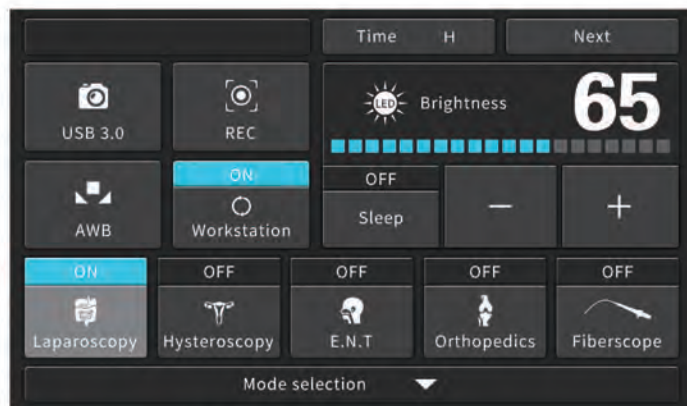 Time H
Next
USB 3.0
REC
LED
Brightness
65
AWB
ON
Workstation
OFF
Sleep
−
+
ON
Laparoscopy
OFF
Hysteroscopy
OFF
E.N.T
OFF
Orthopedics
OFF
Fiberscope
Mode selection